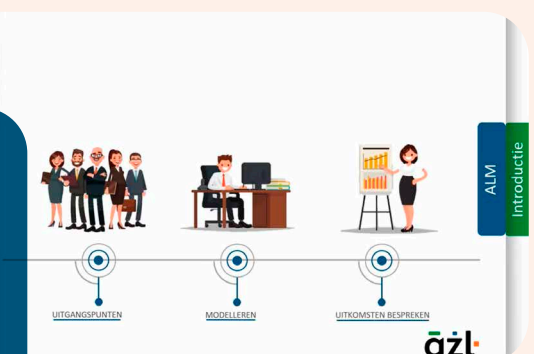 ALM
Introductie
UITGANGSPUNTEN
MODELLEREN
UITKOMSTEN BESPREKEN
azl